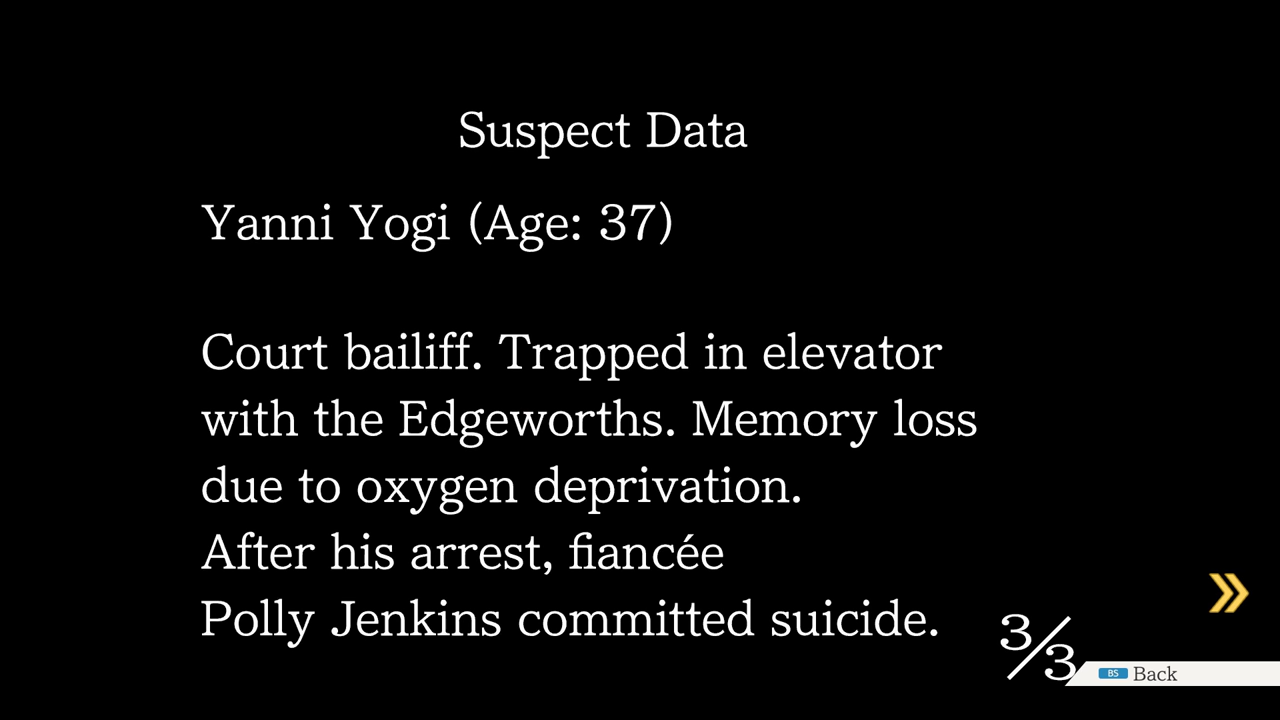 Suspect Data
Yanni Yogi (Age: 37)
Court bailiff. Trapped in elevator
with the Edgeworths. Memory loss
due to oxygen deprivation.
After his arrest, fiancée
Polly Jenkins committed suicide.
3/3
BS Back